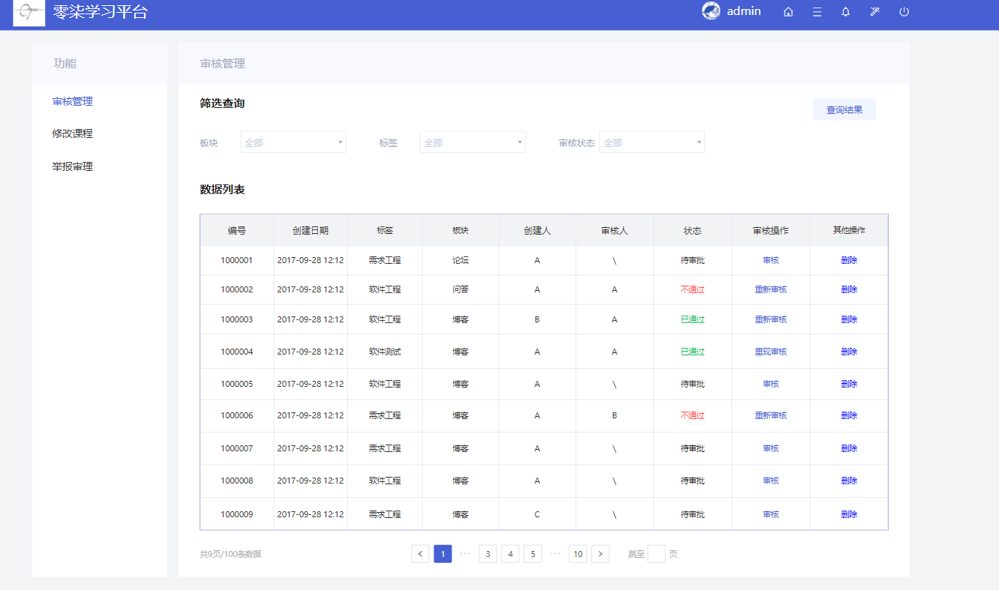 零柒学习平台
admin
功能
审核管理
修改课程
举报审理
审核管理
筛选查询
查询结果
板块 全部 标签 全部 审核状态 全部
数据列表
编号 创建日期 标签 板块 创建人 审核人 状态 审核操作 其他操作
1000001 2017-09-28 12:12 需求工程 论坛 A \ 待审批 审核 删除
1000002 2017-09-28 12:12 软件工程 问答 A A 不通过 重新审核 删除
1000003 2017-09-28 12:12 软件工程 博客 B A 已通过 重新审核 删除
1000004 2017-09-28 12:12 软件测试 博客 A A 已通过 重现审核 删除
1000005 2017-09-28 12:12 软件工程 博客 A \ 待审批 审核 删除
1000006 2017-09-28 12:12 需求工程 博客 A B 不通过 重新审核 删除
1000007 2017-09-28 12:12 需求工程 博客 A \ 待审批 审核 删除
1000008 2017-09-28 12:12 软件工程 博客 A \ 待审批 审核 删除
1000009 2017-09-28 12:12 需求工程 博客 C \ 待审批 审核 删除
共9页/100条数据 < 1 ··· 3 4 5 ··· 10 > 跳至 页